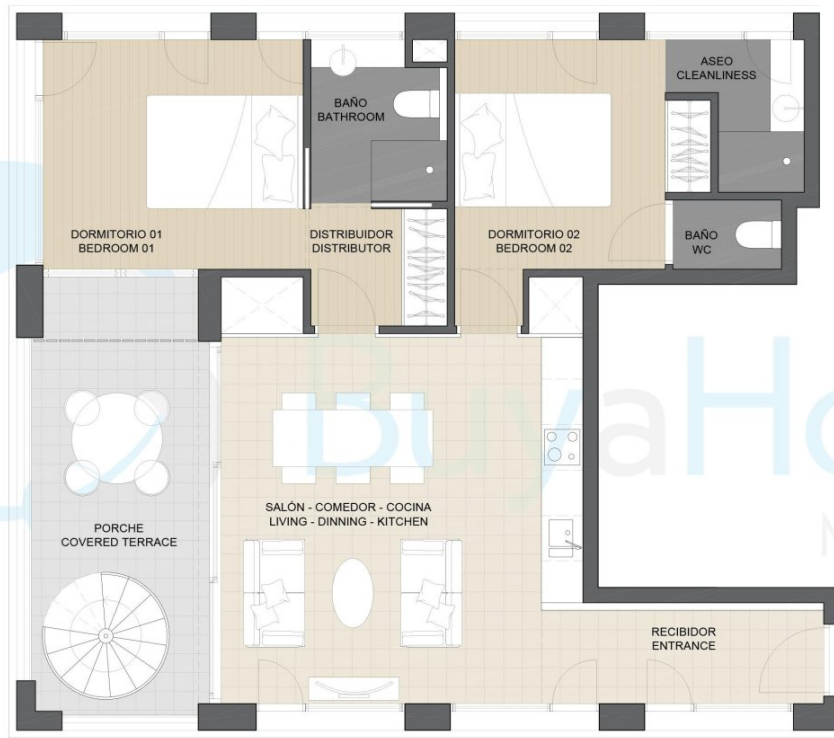 ASEO
CLEANLINESS
BAÑO
BATHROOM
DORMITORIO 01
BEDROOM 01
DISTRIBUIDOR
DISTRIBUTOR
DORMITORIO 02
BEDROOM 02
BAÑO
WC
BuyaHo
SALÓN - COMEDOR - COCINA
LIVING - DINNING - KITCHEN
PORCHE
COVERED TERRACE
M
RECIBIDOR
ENTRANCE